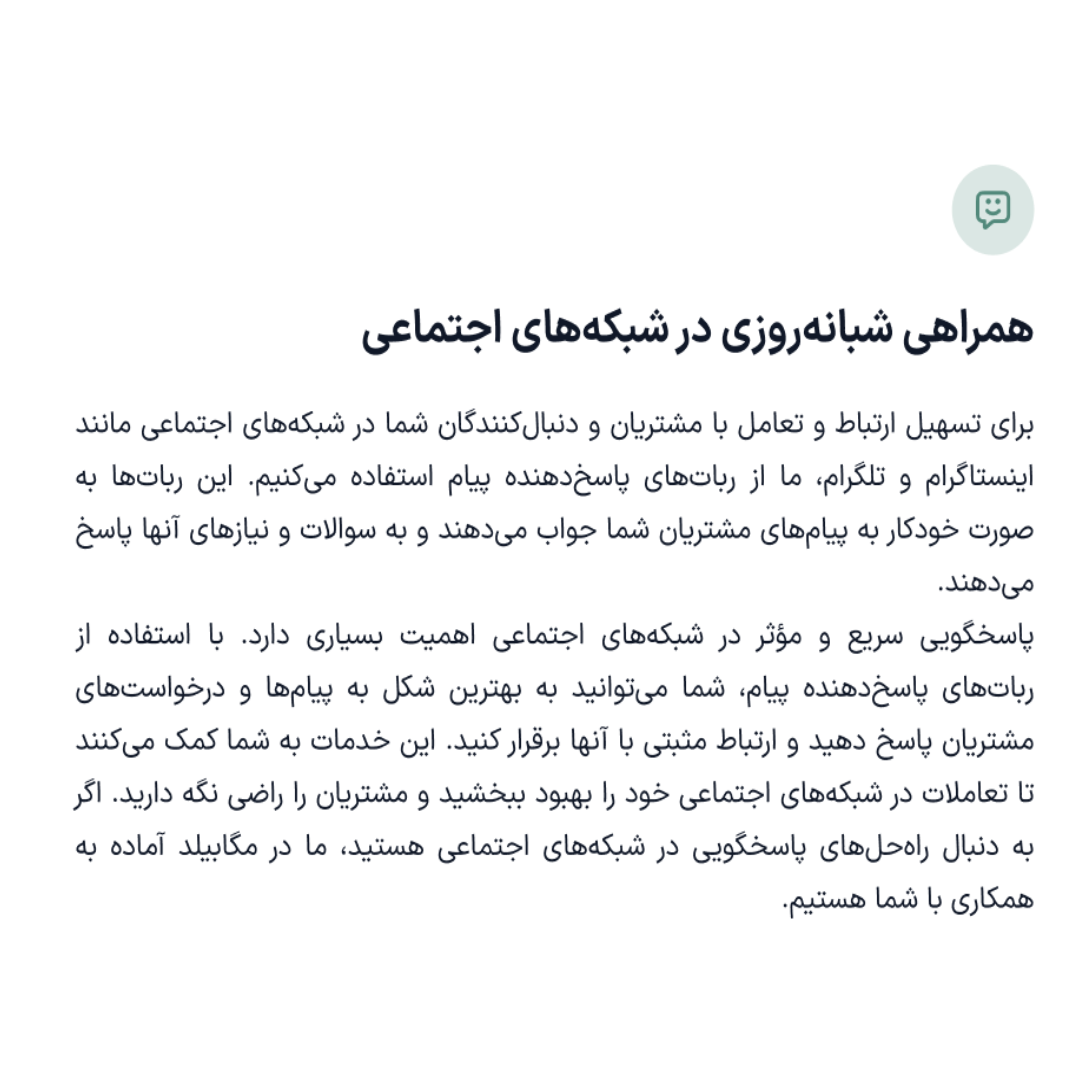 همراهی شبانه‌روزی در شبکه‌های اجتماعی
برای تسهیل ارتباط و تعامل با مشتریان و دنبال‌کنندگان شما در شبکه‌های اجتماعی مانند
اینستاگرام و تلگرام، ما از ربات‌های پاسخ‌دهنده پیام استفاده می‌کنیم. این ربات‌ها به
صورت خودکار به پیام‌های مشتریان شما جواب می‌دهند و به سوالات و نیازهای آنها پاسخ
می‌دهند.
پاسخگویی سریع و مؤثر در شبکه‌های اجتماعی اهمیت بسیاری دارد. با استفاده از
ربات‌های پاسخ‌دهنده پیام، شما می‌توانید به بهترین شکل به پیام‌ها و درخواست‌های
مشتریان پاسخ دهید و ارتباط مثبتی با آنها برقرار کنید. این خدمات به شما کمک می‌کنند
تا تعاملات در شبکه‌های اجتماعی خود را بهبود ببخشید و مشتریان را راضی نگه دارید. اگر
به دنبال راه‌حل‌های پاسخگویی در شبکه‌های اجتماعی هستید، ما در مگابیلد آماده به
همکاری با شما هستیم.